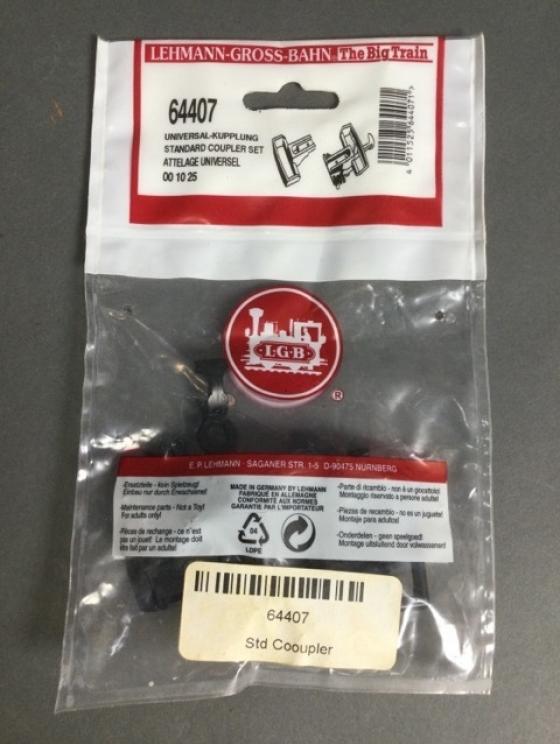 LEHMANN-GROSS-BAHN The Big Train
64407
UNIVERSAL-KUPPLUNG
STANDARD COUPLER SET
ATTELAGE UNIVERSEL
00 10 25
4 011525 644071 >
L·G·B
®
E. P. LEHMANN · SAGANER STR. 1-5 D-90475 NURNBERG
-Ersatzteile - kein Spielzeug!
Einbau nur durch Erwachsene!
-Maintenance parts - Not a Toy!
For adults only!
-Pièces de rechange - ce n'est
pas un jouet! Le montage doit
être fait par un adulte!
MADE IN GERMANY BY LEHMANN
FABRIQUÉ EN ALLEMAGNE
CONFORMITÉ AUX NORMES
GARANTIE PAR L'IMPORTATEUR
04
LDPE
-Parte di ricambio - non è un giocattolo!
Montaggio riservato a persone adulte!
-Piezas de recambio - no es un juguete!
Montaje para adultos!
-Onderdelen - geen speelgoed!
Montage uitsluitend door volwassenen!
64407
Std Cooupler